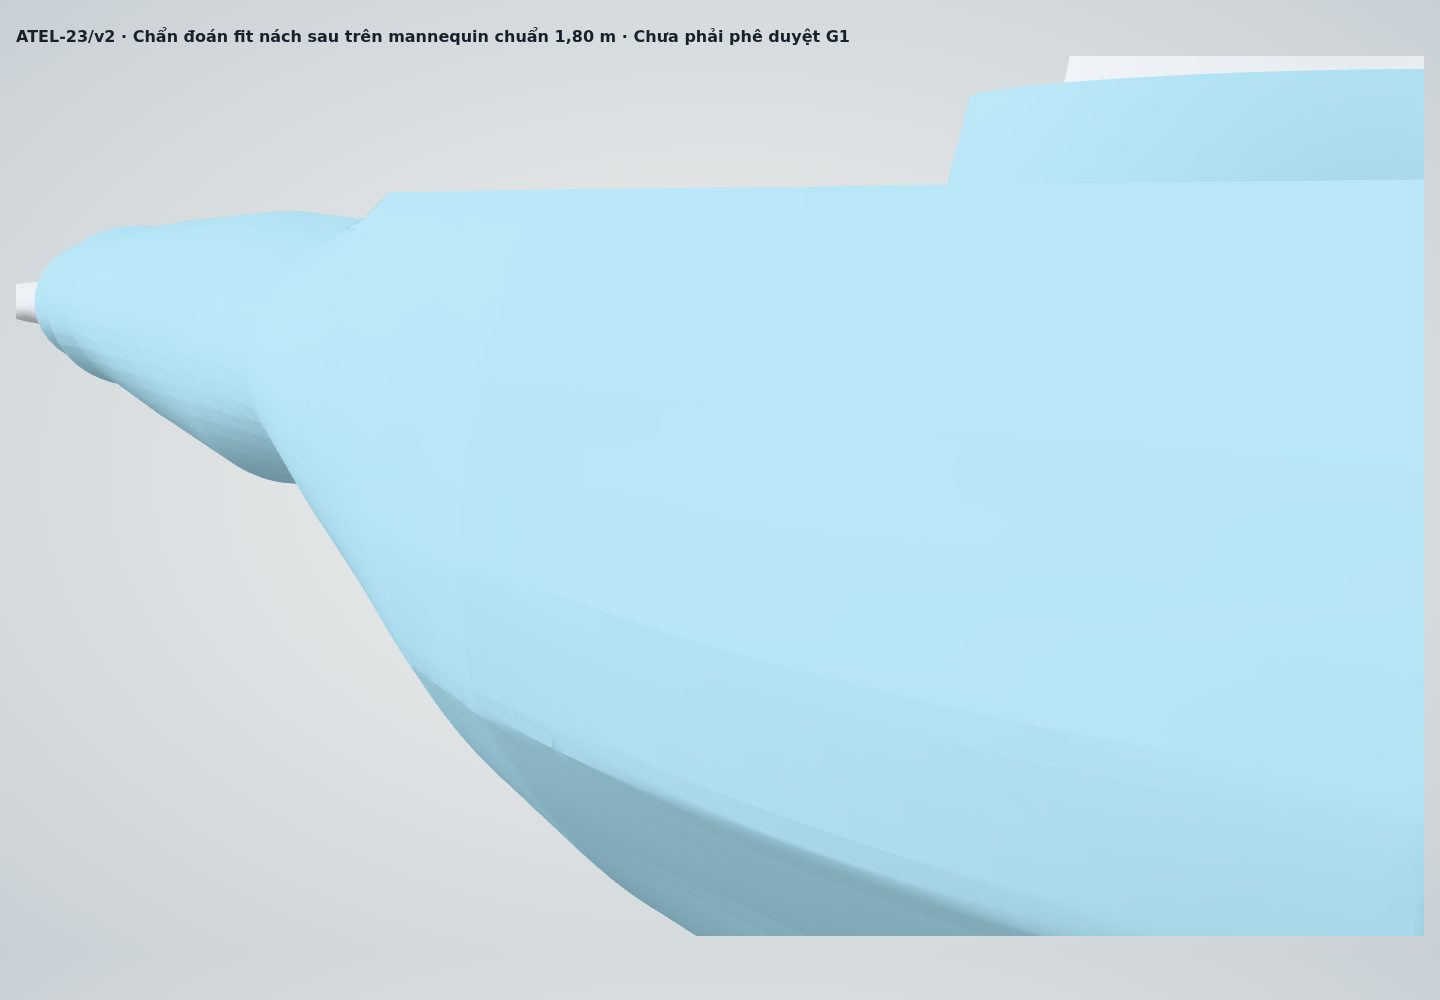 ATEL-23/v2 · Chẩn đoán fit nách sau trên mannequin chuẩn 1,80 m · Chưa phải phê duyệt G1